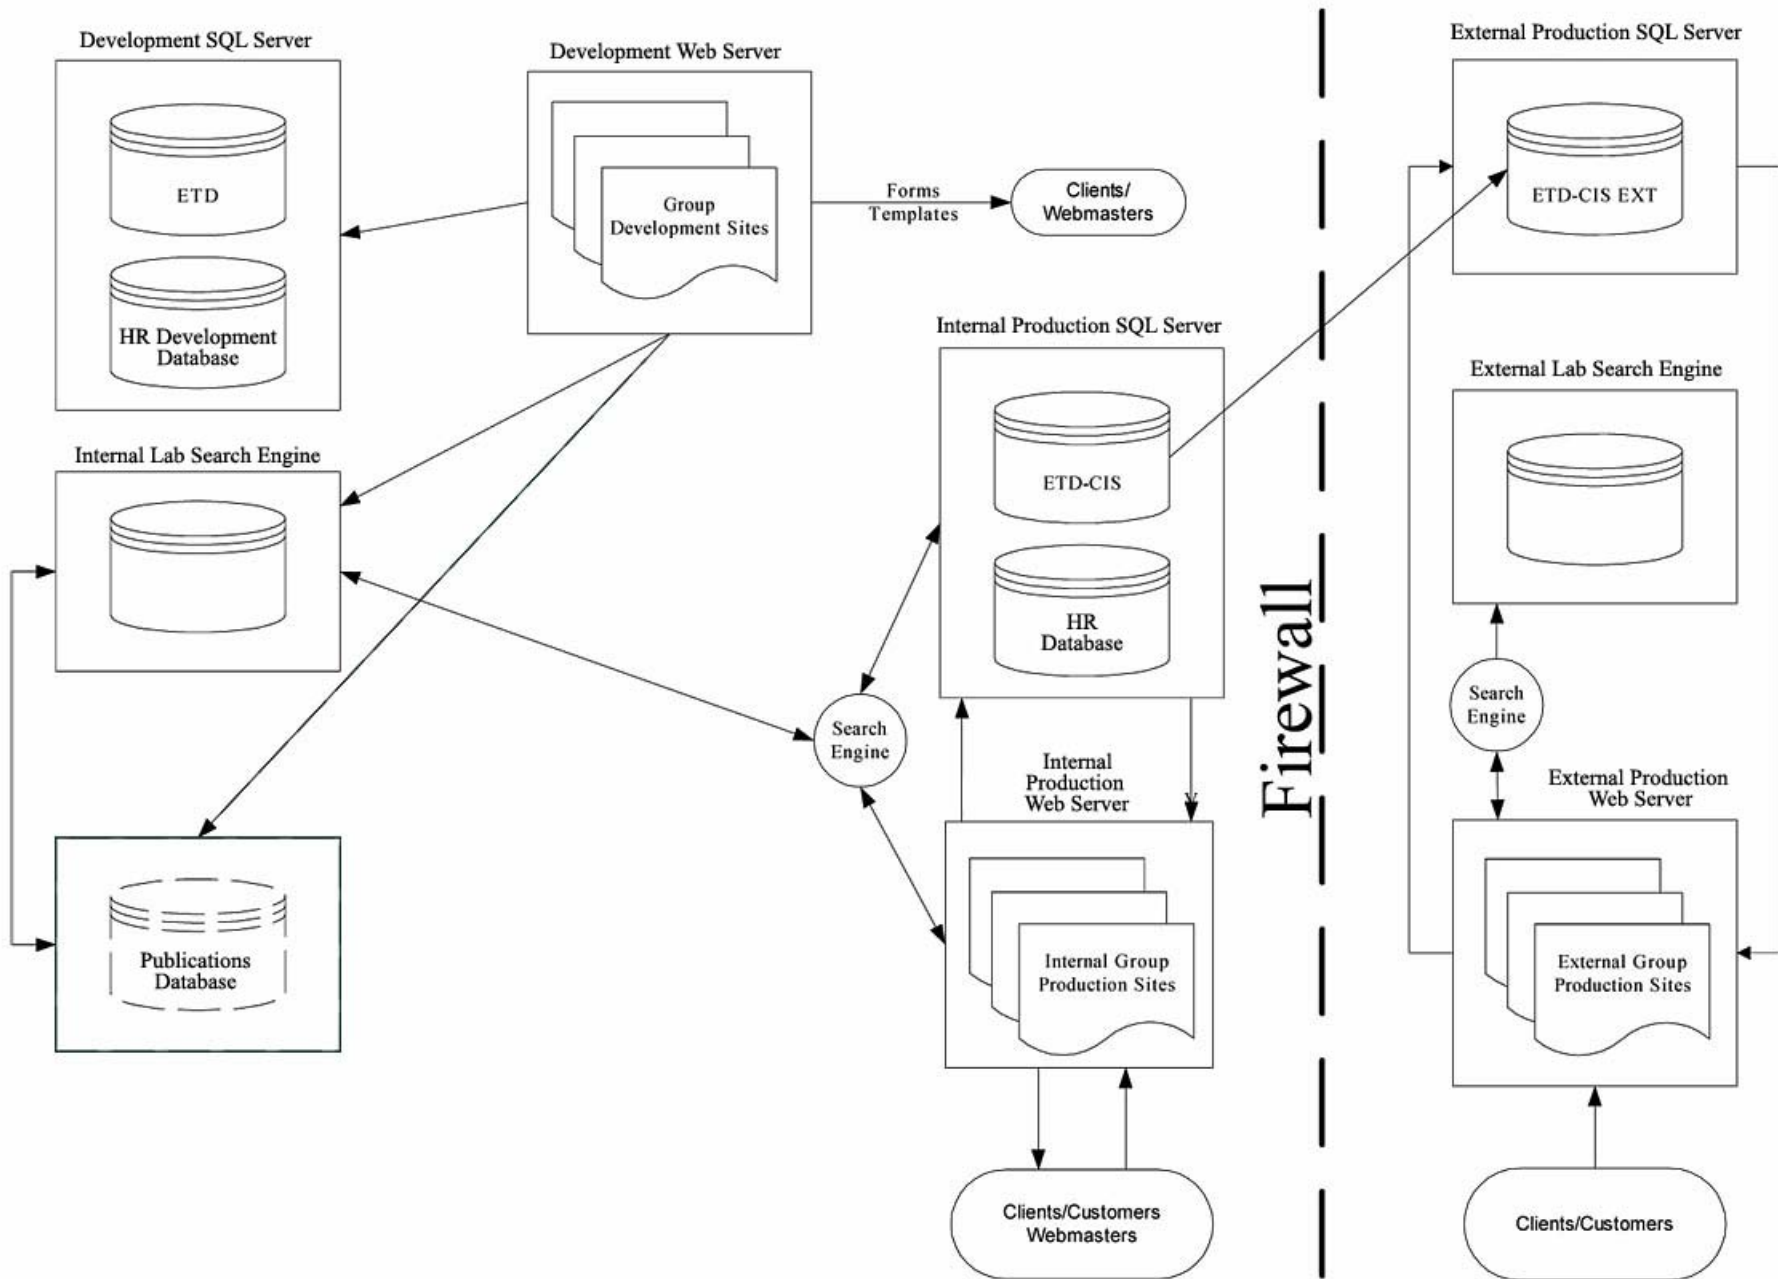 Development SQL Server
ETD
HR Development
Database
Development Web Server
Group
Development Sites
Forms
Templates
Clients/
Webmasters
Internal Lab Search Engine
Publications
Database
Internal Production SQL Server
ETD-CIS
HR
Database
Search
Engine
Internal
Production
Web Server
Internal Group
Production Sites
Clients/Customers
Webmasters
Firewall
External Production SQL Server
ETD-CIS EXT
External Lab Search Engine
Search
Engine
External Production
Web Server
External Group
Production Sites
Clients/Customers